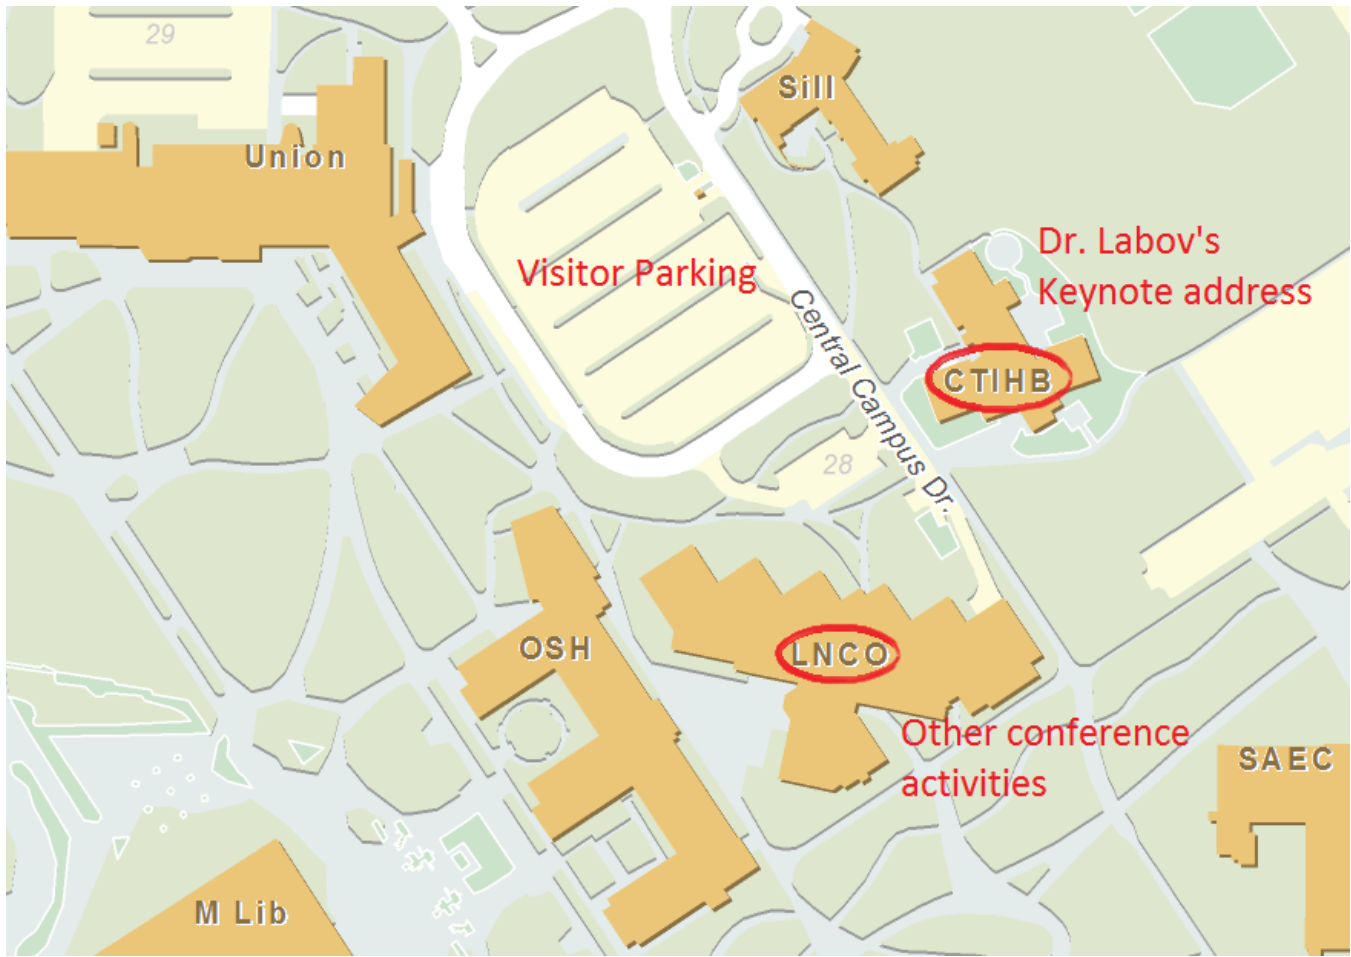 29
Sill
Union
Dr. Labov's
Keynote address
Visitor Parking
Central Campus Dr.
CTIHB
28
OSH
LNCO
Other conference
activities
SAEC
M Lib